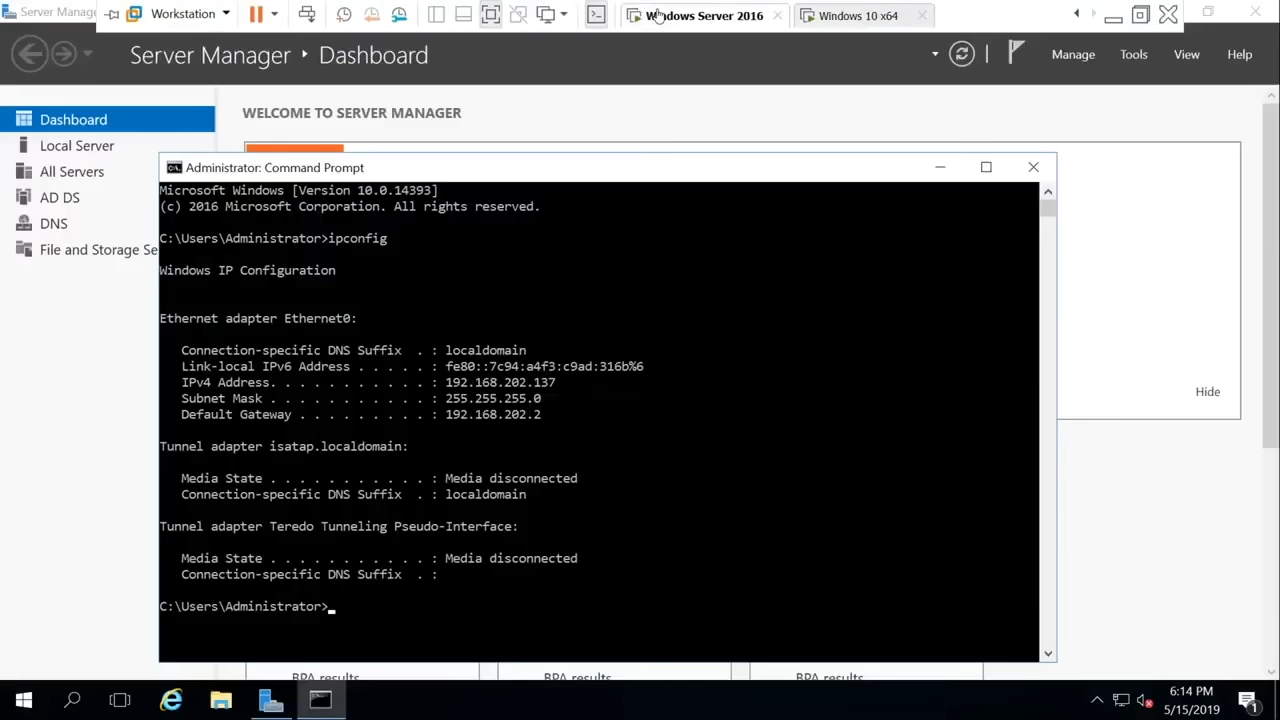 Workstation
Windows Server 2016
Windows 10 x64
Server Manager
Dashboard
Manage
Tools
View
Help
Dashboard
Local Server
All Servers
AD DS
DNS
File and Storage Se
WELCOME TO SERVER MANAGER
Hide
Administrator: Command Prompt
Microsoft Windows [Version 10.0.14393]
(c) 2016 Microsoft Corporation. All rights reserved.
C:\Users\Administrator>ipconfig
Windows IP Configuration
Ethernet adapter Ethernet0:
Connection-specific DNS Suffix . : localdomain
Link-local IPv6 Address . . . . . : fe80::7c94:a4f3:c9ad:316b%6
IPv4 Address. . . . . . . . . . . : 192.168.202.137
Subnet Mask . . . . . . . . . . . : 255.255.255.0
Default Gateway . . . . . . . . . : 192.168.202.2
Tunnel adapter isatap.localdomain:
Media State . . . . . . . . . . . : Media disconnected
Connection-specific DNS Suffix . : localdomain
Tunnel adapter Teredo Tunneling Pseudo-Interface:
Media State . . . . . . . . . . . : Media disconnected
Connection-specific DNS Suffix . :
C:\Users\Administrator>
BPA results
BPA results
BPA results
6:14 PM
5/15/2019
1